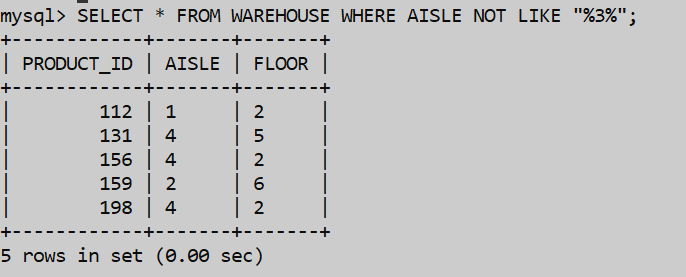 mysql> SELECT * FROM WAREHOUSE WHERE AISLE NOT LIKE "%3%";
+------------+-------+-------+
| PRODUCT_ID | AISLE | FLOOR |
+------------+-------+-------+
|        112 | 1     | 2     |
|        131 | 4     | 5     |
|        156 | 4     | 2     |
|        159 | 2     | 6     |
|        198 | 4     | 2     |
+------------+-------+-------+
5 rows in set (0.00 sec)